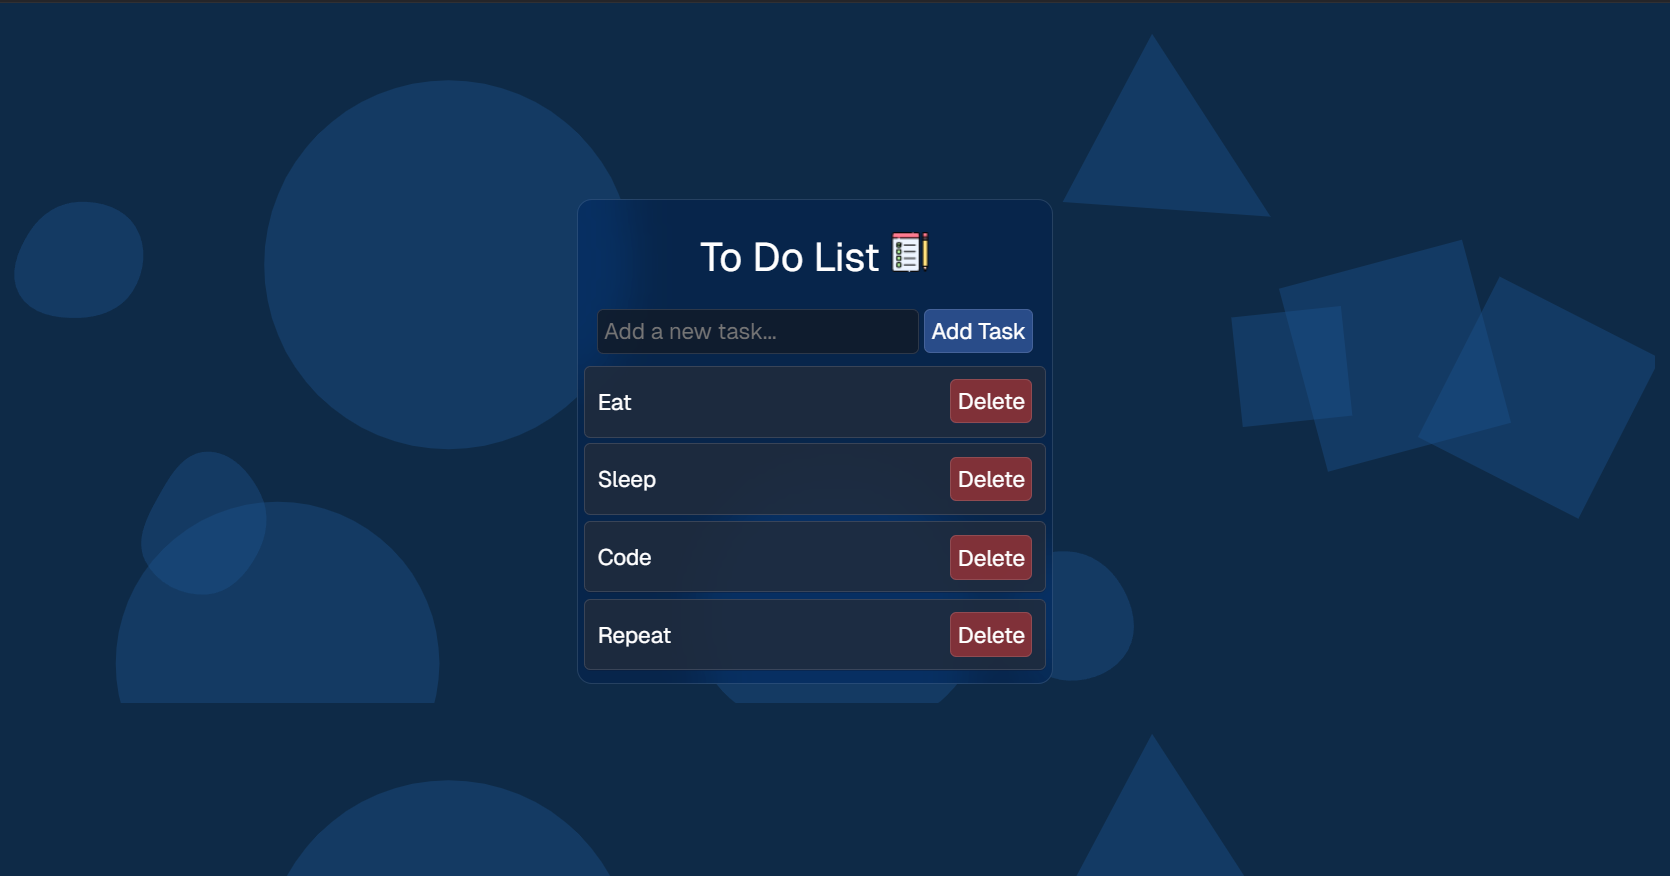 To Do List
Add a new task...
Add Task
Eat
Delete
Sleep
Delete
Code
Delete
Repeat
Delete